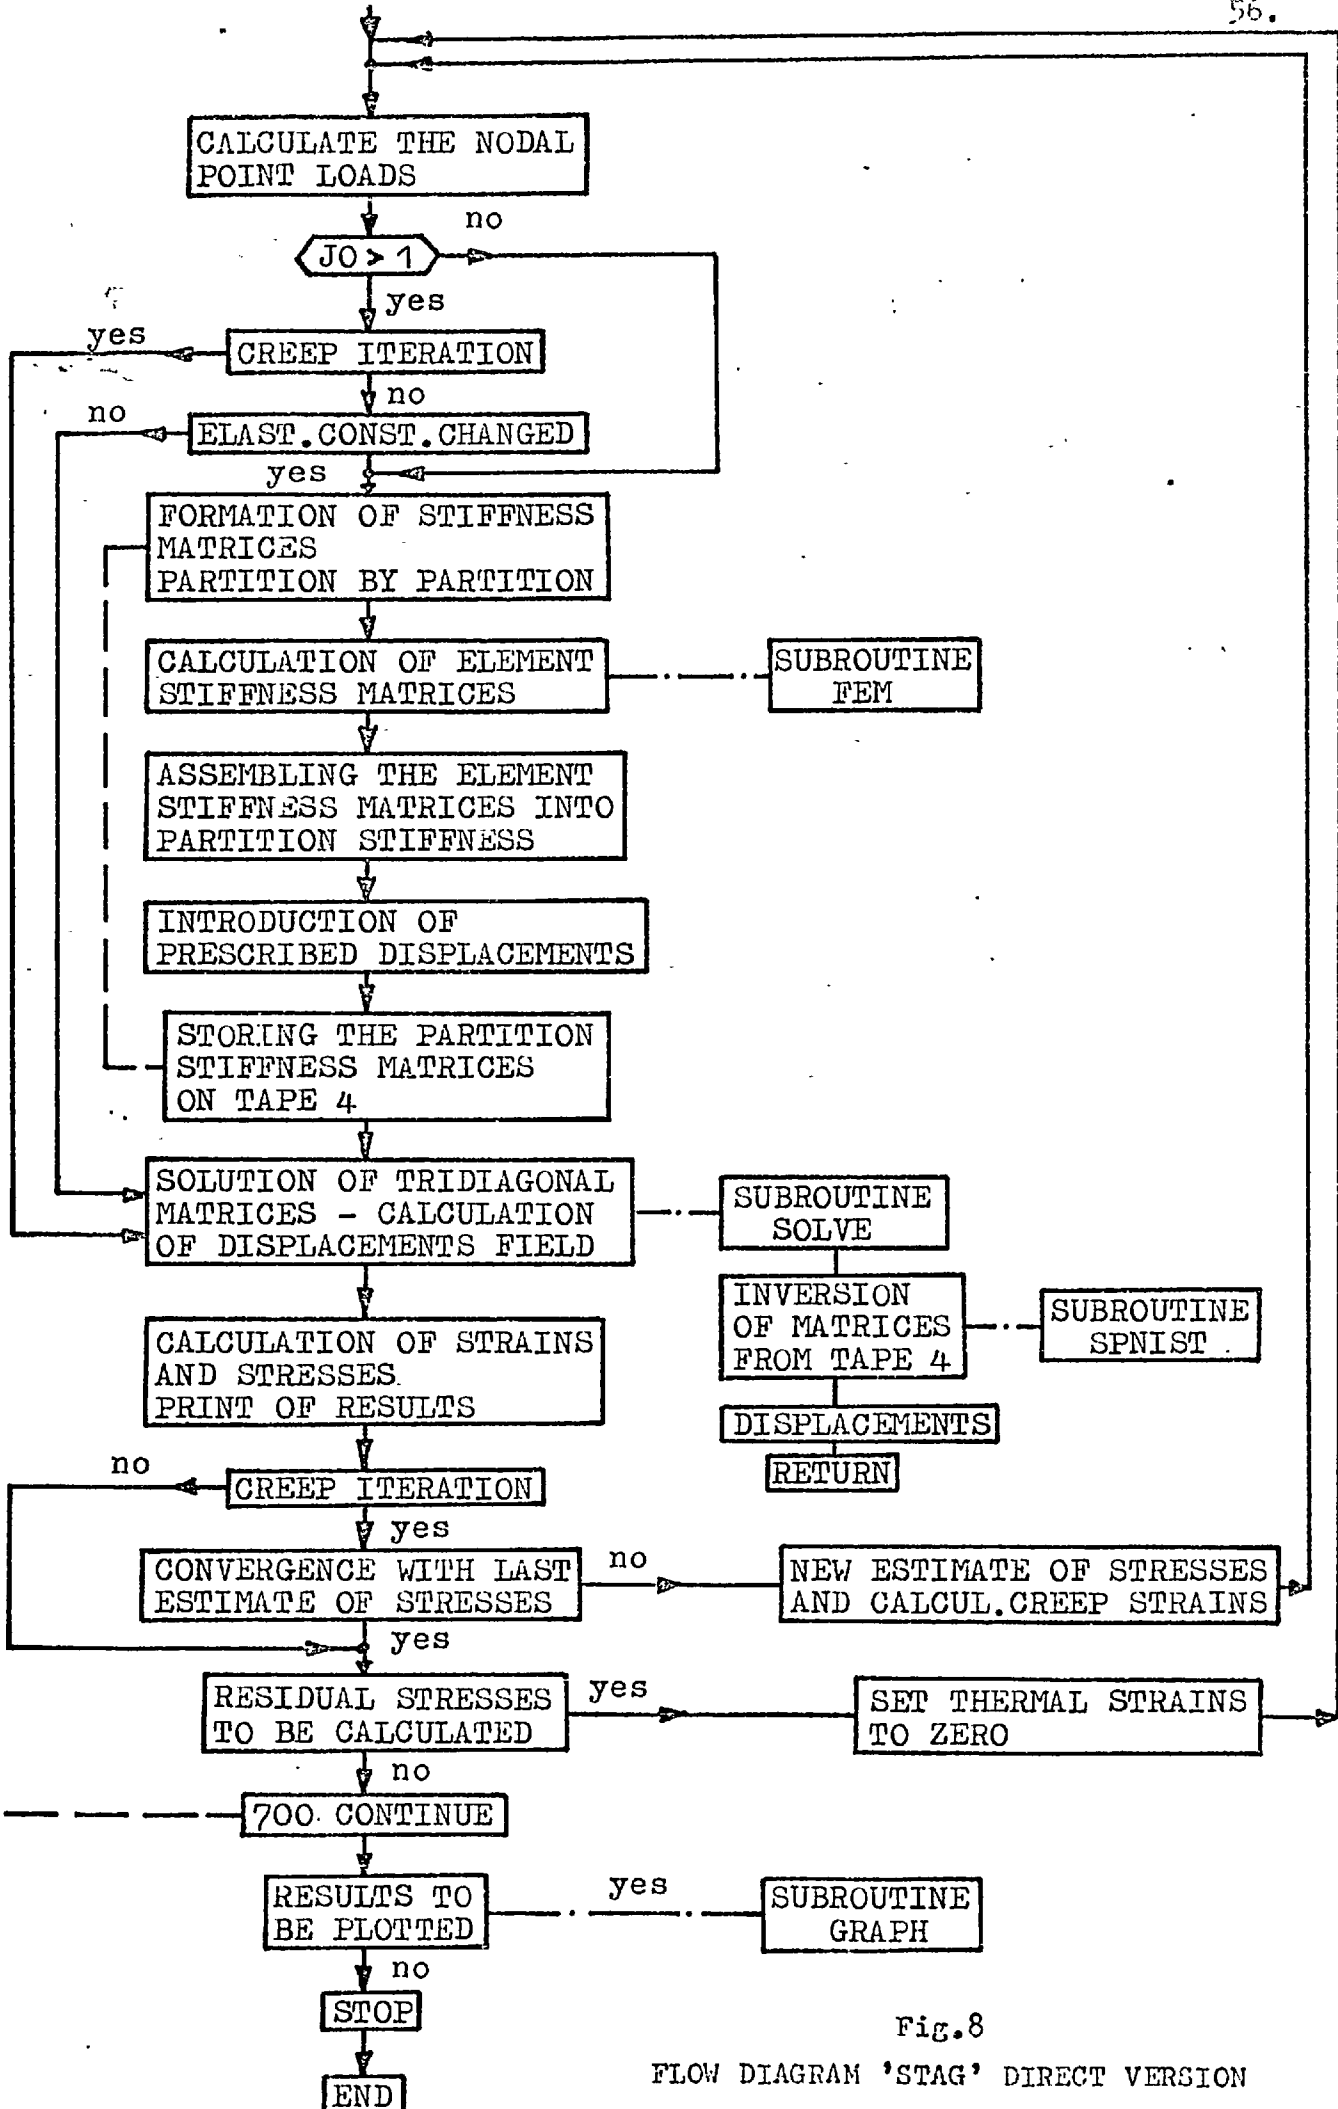 56.
CALCULATE THE NODAL
POINT LOADS
no
JO > 1
yes
yes
CREEP ITERATION
no
no
ELAST.CONST.CHANGED
yes
FORMATION OF STIFFNESS
MATRICES
PARTITION BY PARTITION
CALCULATION OF ELEMENT
STIFFNESS MATRICES
SUBROUTINE
FEM
ASSEMBLING THE ELEMENT
STIFFNESS MATRICES INTO
PARTITION STIFFNESS
INTRODUCTION OF
PRESCRIBED DISPLACEMENTS
STORING THE PARTITION
STIFFNESS MATRICES
ON TAPE 4
SOLUTION OF TRIDIAGONAL
MATRICES - CALCULATION
OF DISPLACEMENTS FIELD
SUBROUTINE
SOLVE
INVERSION
OF MATRICES
FROM TAPE 4
SUBROUTINE
SPNIST
DISPLACEMENTS
RETURN
CALCULATION OF STRAINS
AND STRESSES.
PRINT OF RESULTS
no
CREEP ITERATION
yes
CONVERGENCE WITH LAST
ESTIMATE OF STRESSES
no
NEW ESTIMATE OF STRESSES
AND CALCUL.CREEP STRAINS
yes
RESIDUAL STRESSES
TO BE CALCULATED
yes
SET THERMAL STRAINS
TO ZERO
no
700 CONTINUE
RESULTS TO
BE PLOTTED
yes
SUBROUTINE
GRAPH
no
STOP
END
Fig.8
FLOW DIAGRAM 'STAG' DIRECT VERSION